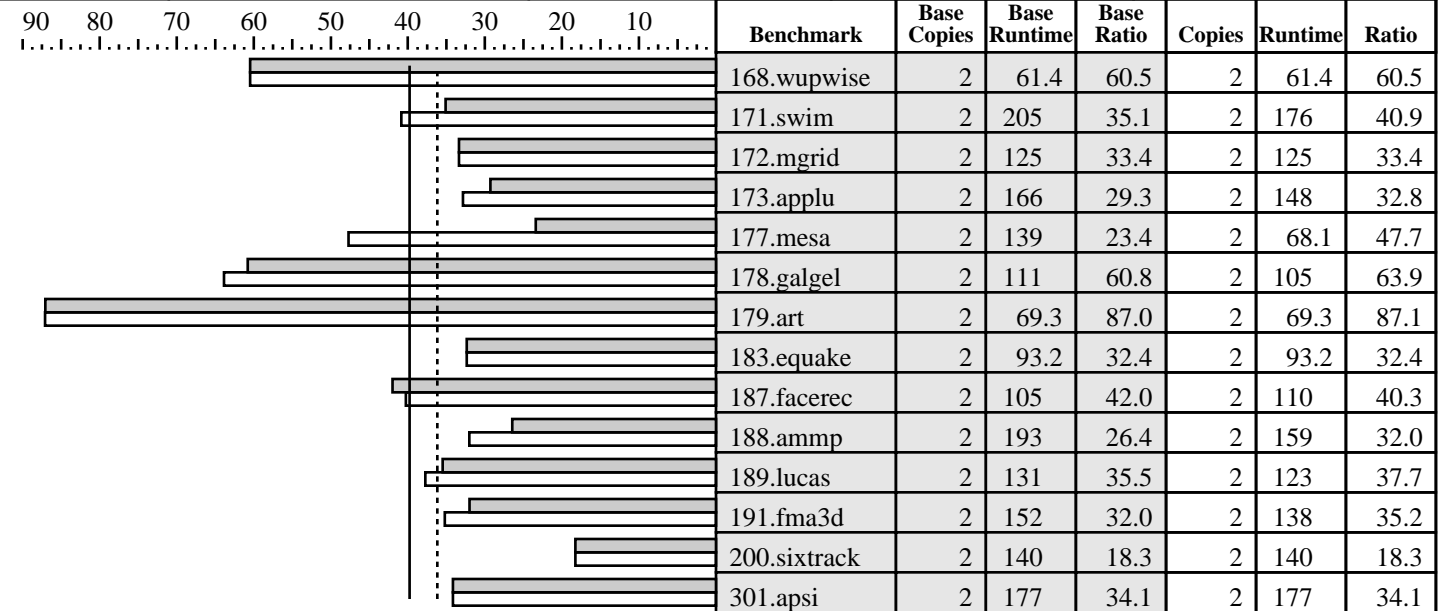 90 80 70 60 50 40 30 20 10
Benchmark Base Copies Base Runtime Base Ratio Copies Runtime Ratio
168.wupwise 2 61.4 60.5 2 61.4 60.5
171.swim 2 205 35.1 2 176 40.9
172.mgrid 2 125 33.4 2 125 33.4
173.applu 2 166 29.3 2 148 32.8
177.mesa 2 139 23.4 2 68.1 47.7
178.galgel 2 111 60.8 2 105 63.9
179.art 2 69.3 87.0 2 69.3 87.1
183.equake 2 93.2 32.4 2 93.2 32.4
187.facerec 2 105 42.0 2 110 40.3
188.ammp 2 193 26.4 2 159 32.0
189.lucas 2 131 35.5 2 123 37.7
191.fma3d 2 152 32.0 2 138 35.2
200.sixtrack 2 140 18.3 2 140 18.3
301.apsi 2 177 34.1 2 177 34.1